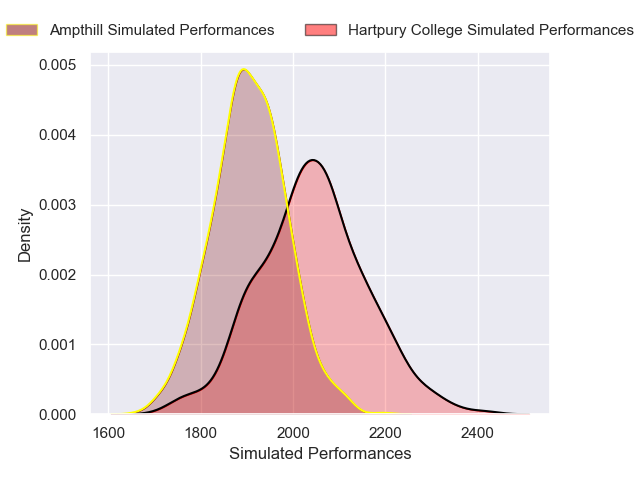 Ampthill Simulated Performances Hartpury College Simulated Performances
0.005
0.004
0.003
0.002
0.001
0.000
Density
1600 1800 2000 2200 2400
Simulated Performances